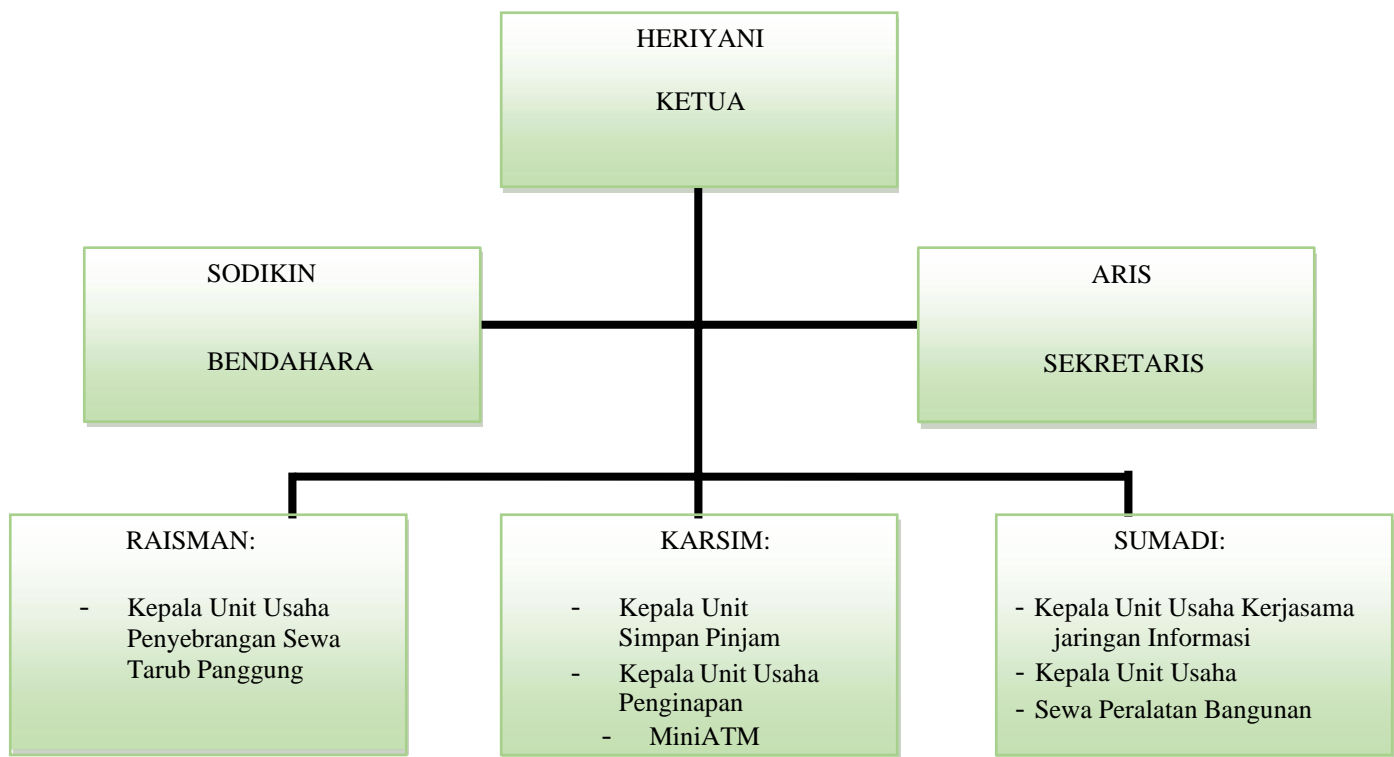 HERIYANI
KETUA
SODIKIN
BENDAHARA
ARIS
SEKRETARIS
RAISMAN:
- Kepala Unit Usaha
Penyebrangan Sewa
Tarub Panggung
KARSIM:
- Kepala Unit
Simpan Pinjam
- Kepala Unit Usaha
Penginapan
- MiniATM
SUMADI:
- Kepala Unit Usaha Kerjasama
jaringan Informasi
- Kepala Unit Usaha
- Sewa Peralatan Bangunan